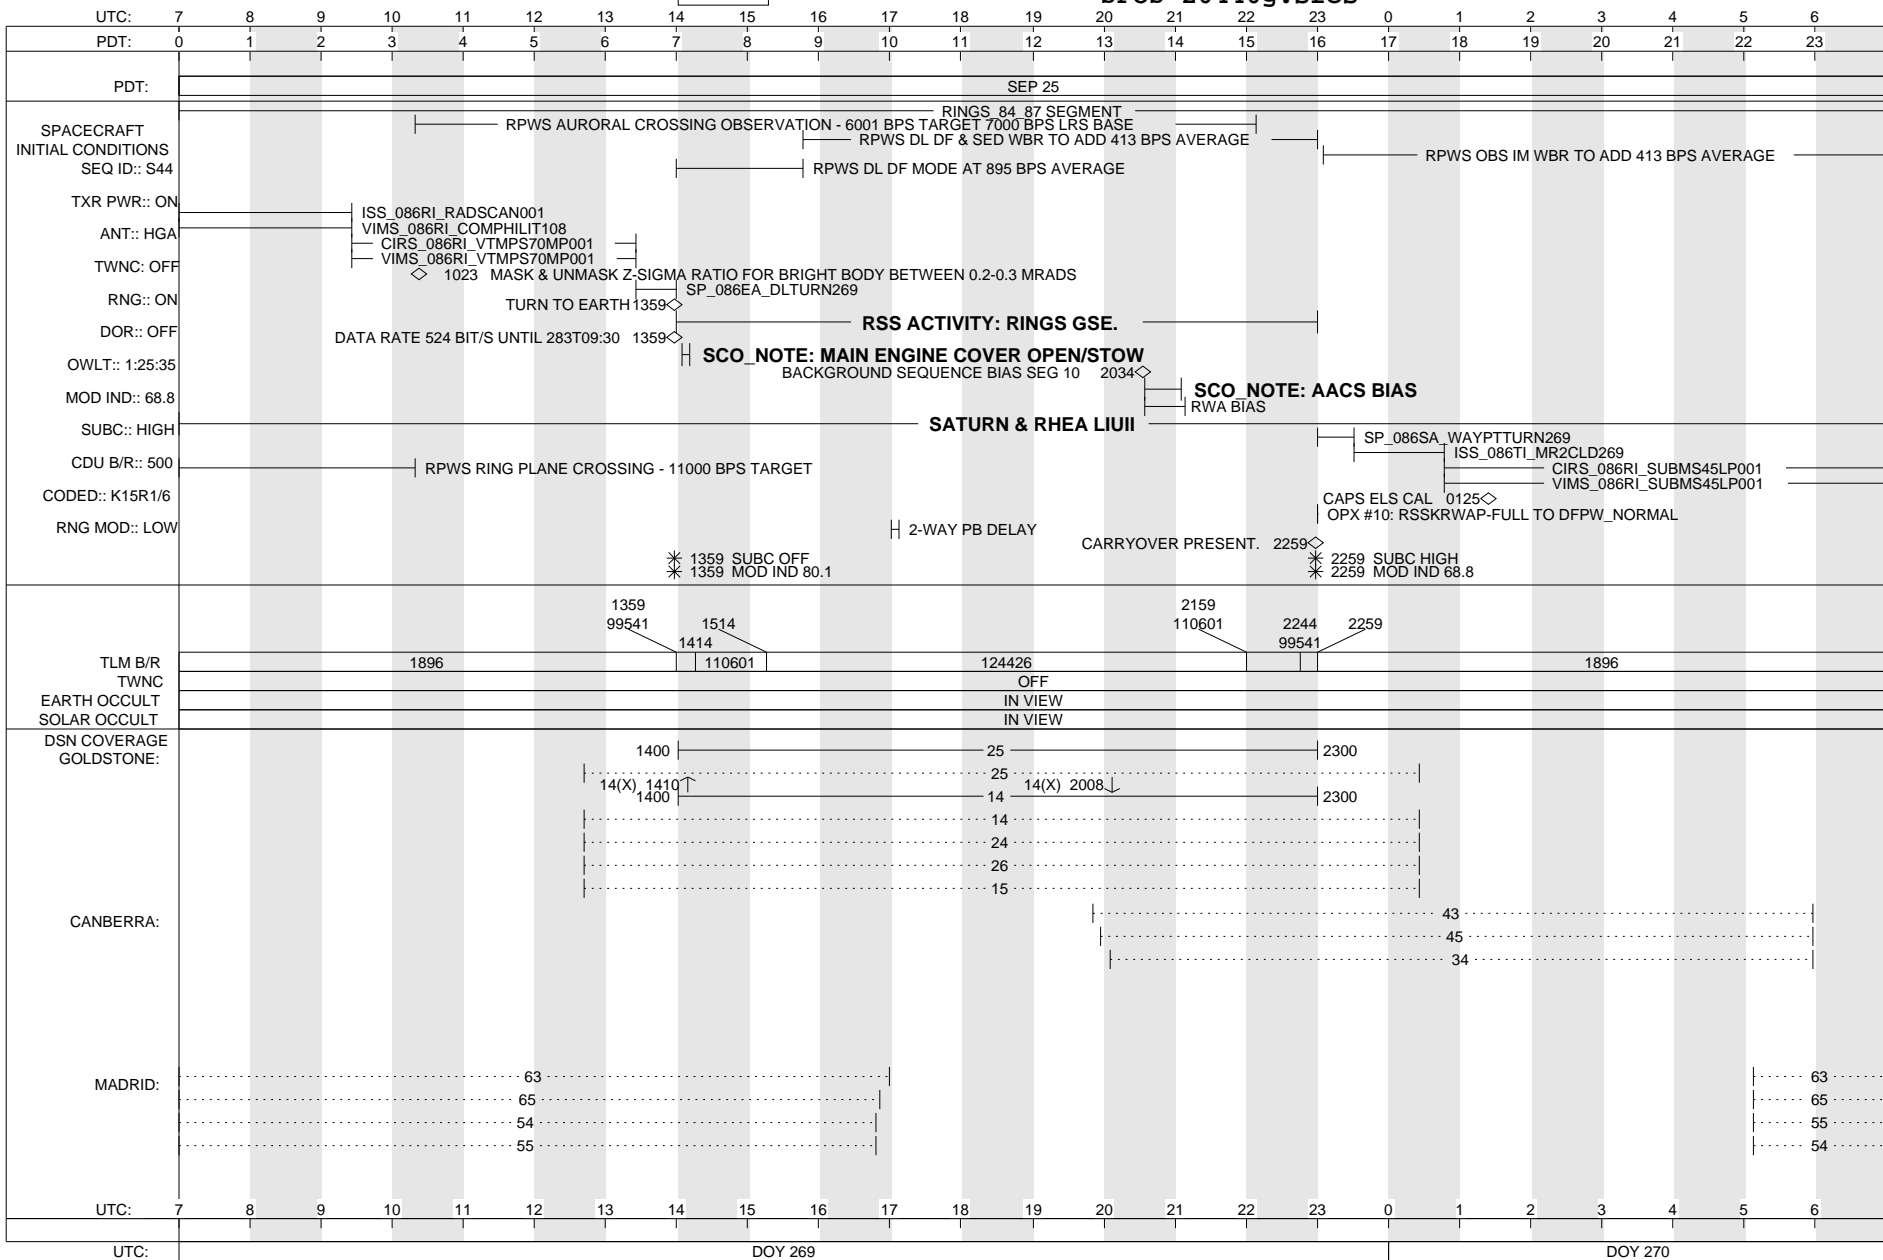 UTC: 7 8 9 10 11 12 13 14 15 16 17 18 19 20 21 22 23 0 1 2 3 4 5 6
PDT: 0 1 2 3 4 5 6 7 8 9 10 11 12 13 14 15 16 17 18 19 20 21 22 23
PDT: SEP 25
RINGS_84_87 SEGMENT
SPACECRAFT
INITIAL CONDITIONS
RPWS AURORAL CROSSING OBSERVATION - 6001 BPS TARGET 7000 BPS LRS BASE
RPWS DL DF & SED WBR TO ADD 413 BPS AVERAGE
RPWS OBS IM WBR TO ADD 413 BPS AVERAGE
SEQ ID:: S44
RPWS DL DF MODE AT 895 BPS AVERAGE
TXR PWR:: ON
ISS_086RI_RADSCAN001
VIMS_086RI_COMPHILIT108
ANT:: HGA
CIRS_086RI_VTMPS70MP001
VIMS_086RI_VTMPS70MP001
TWNC: OFF
1023 MASK & UNMASK Z-SIGMA RATIO FOR BRIGHT BODY BETWEEN 0.2-0.3 MRADS
SP_086EA_DLTURN269
RNG:: ON
TURN TO EARTH 1359
RSS ACTIVITY: RINGS GSE.
DOR:: OFF
DATA RATE 524 BIT/S UNTIL 283T09:30 1359
SCO_NOTE: MAIN ENGINE COVER OPEN/STOW
OWLT:: 1:25:35
BACKGROUND SEQUENCE BIAS SEG 10 2034
SCO_NOTE: AACS BIAS
MOD IND:: 68.8
RWA BIAS
SATURN & RHEA LIUII
SUBC:: HIGH
SP_086SA_WAYPTTURN269
ISS_086TI_MR2CLD269
CDU B/R:: 500
RPWS RING PLANE CROSSING - 11000 BPS TARGET
CIRS_086RI_SUBMS45LP001
VIMS_086RI_SUBMS45LP001
CODED:: K15R1/6
CAPS ELS CAL 0125
OPX #10: RSSKRWAP-FULL TO DFPW_NORMAL
RNG MOD:: LOW
2-WAY PB DELAY
CARRYOVER PRESENT. 2259
1359 SUBC OFF
2259 SUBC HIGH
1359 MOD IND 80.1
2259 MOD IND 68.8
1359 2159
99541 1514 110601 2244 2259
1414 99541
TLM B/R 1896 110601 124426 1896
TWNC OFF
EARTH OCCULT IN VIEW
SOLAR OCCULT IN VIEW
DSN COVERAGE
GOLDSTONE: 1400 25 2300
25
14(X) 1410 14(X) 2008
1400 14 2300
14
24
26
15
CANBERRA: 43
45
34
MADRID: 63 63
65 65
54 55
55 54
UTC: 7 8 9 10 11 12 13 14 15 16 17 18 19 20 21 22 23 0 1 2 3 4 5 6
UTC: DOY 269 DOY 270